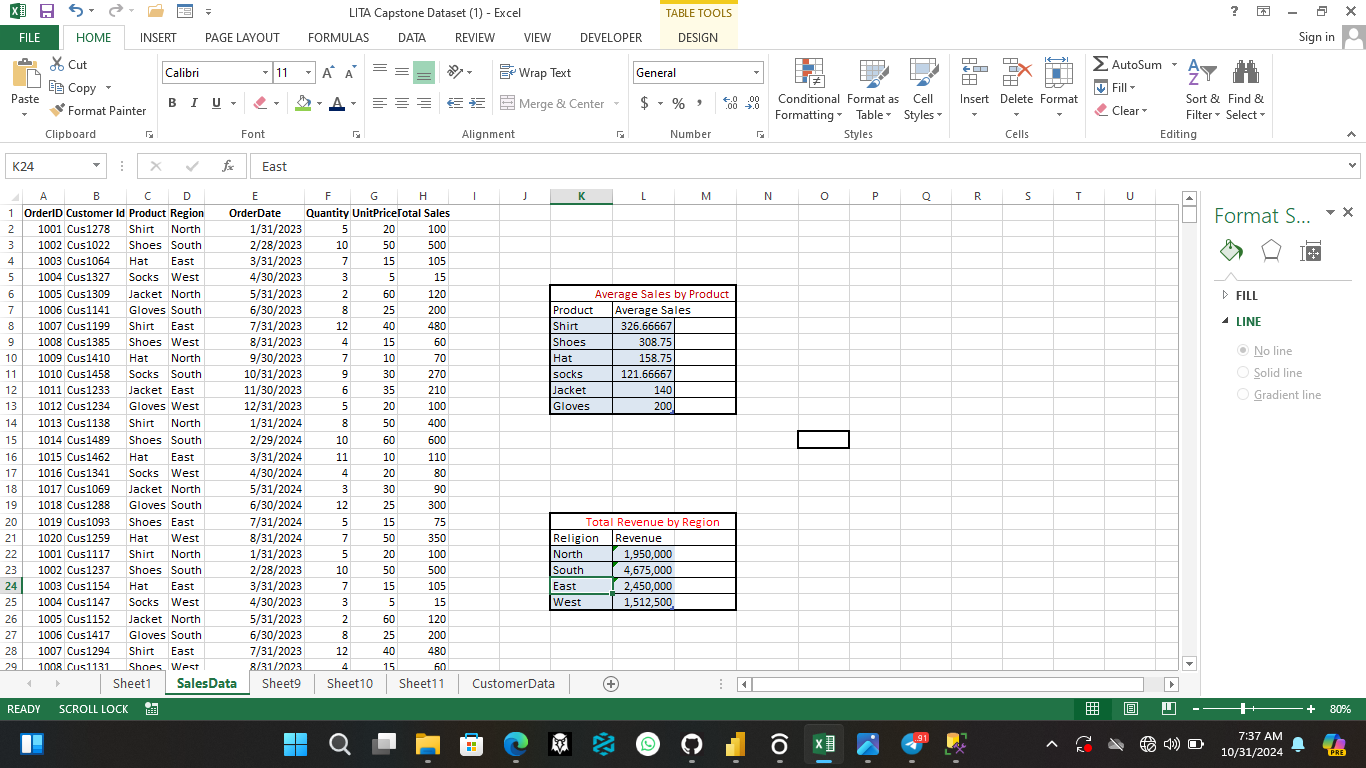 LITA Capstone Dataset (1) - Excel
TABLE TOOLS
FILE HOME INSERT PAGE LAYOUT FORMULAS DATA REVIEW VIEW DEVELOPER DESIGN Sign in
Paste
Cut
Copy
Format Painter
Clipboard
Calibri 11
B I U
Font
Wrap Text
Merge & Center
Alignment
General
$ % ,
Number
Conditional Formatting
Format as Table
Cell Styles
Styles
Insert
Delete
Format
Cells
AutoSum
Fill
Clear
Sort & Filter
Find & Select
Editing
K24 fx East
A B C D E F G H I J K L M N O P Q R S T U
1 OrderID Customer Id Product Region OrderDate Quantity UnitPrice Total Sales
2 1001 Cus1278 Shirt North 1/31/2023 5 20 100
3 1002 Cus1022 Shoes South 2/28/2023 10 50 500
4 1003 Cus1064 Hat East 3/31/2023 7 15 105
5 1004 Cus1327 Socks West 4/30/2023 3 5 15
6 1005 Cus1309 Jacket North 5/31/2023 2 60 120 Average Sales by Product
7 1006 Cus1141 Gloves South 6/30/2023 8 25 200 Product Average Sales
8 1007 Cus1199 Shirt East 7/31/2023 12 40 480 Shirt 326.66667
9 1008 Cus1385 Shoes West 8/31/2023 4 15 60 Shoes 308.75
10 1009 Cus1410 Hat North 9/30/2023 7 10 70 Hat 158.75
11 1010 Cus1458 Socks South 10/31/2023 9 30 270 socks 121.66667
12 1011 Cus1233 Jacket East 11/30/2023 6 35 210 Jacket 140
13 1012 Cus1234 Gloves West 12/31/2023 5 20 100 Gloves 200
14 1013 Cus1138 Shirt North 1/31/2024 8 50 400
15 1014 Cus1489 Shoes South 2/29/2024 10 60 600
16 1015 Cus1462 Hat East 3/31/2024 11 10 110
17 1016 Cus1341 Socks West 4/30/2024 4 20 80
18 1017 Cus1069 Jacket North 5/31/2024 3 30 90
19 1018 Cus1288 Gloves South 6/30/2024 12 25 300
20 1019 Cus1093 Shoes East 7/31/2024 5 15 75 Total Revenue by Region
21 1020 Cus1259 Hat West 8/31/2024 7 50 350 Religion Revenue
22 1001 Cus1117 Shirt North 1/31/2023 5 20 100 North 1,950,000
23 1002 Cus1237 Shoes South 2/28/2023 10 50 500 South 4,675,000
24 1003 Cus1154 Hat East 3/31/2023 7 15 105 East 2,450,000
25 1004 Cus1147 Socks West 4/30/2023 3 5 15 West 1,512,500
26 1005 Cus1152 Jacket North 5/31/2023 2 60 120
27 1006 Cus1417 Gloves South 6/30/2023 8 25 200
28 1007 Cus1294 Shirt East 7/31/2023 12 40 480
29 1008 Cus1131 Shoes West 8/31/2023 4 15 60
Format S...
FILL
LINE
No line
Solid line
Gradient line
Sheet1 SalesData Sheet9 Sheet10 Sheet11 CustomerData
READY SCROLL LOCK 80%
91
7:37 AM
10/31/2024
PRE